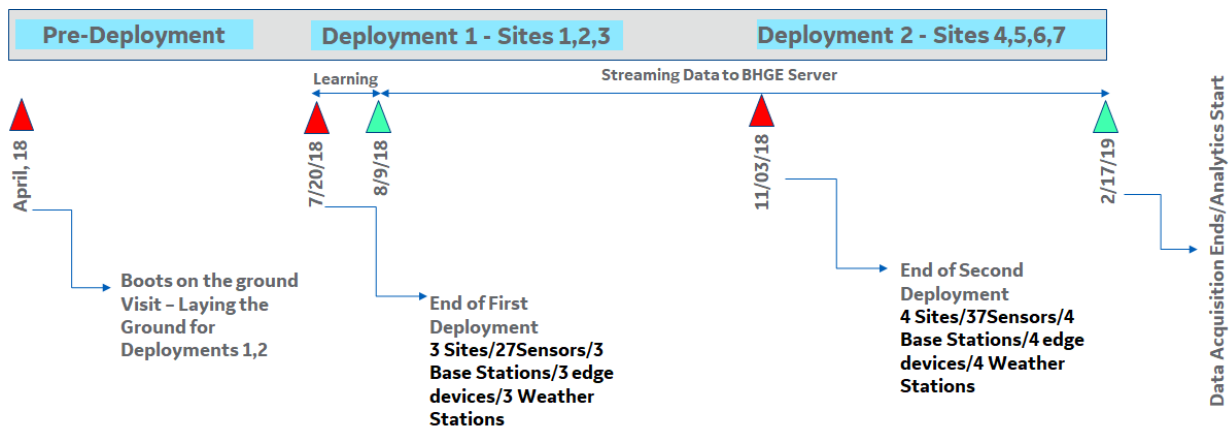 Pre-Deployment
Deployment 1 - Sites 1,2,3
Deployment 2 - Sites 4,5,6,7
Learning
Streaming Data to BHGE Server
April, 18
7/20/18
8/9/18
11/03/18
2/17/19
Data Acquisition Ends/Analytics Start
Boots on the ground
Visit – Laying the
Ground for
Deployments 1,2
End of First
Deployment
3 Sites/27Sensors/3
Base Stations/3 edge
devices/3 Weather
Stations
End of Second
Deployment
4 Sites/37Sensors/4
Base Stations/4 edge
devices/4 Weather
Stations